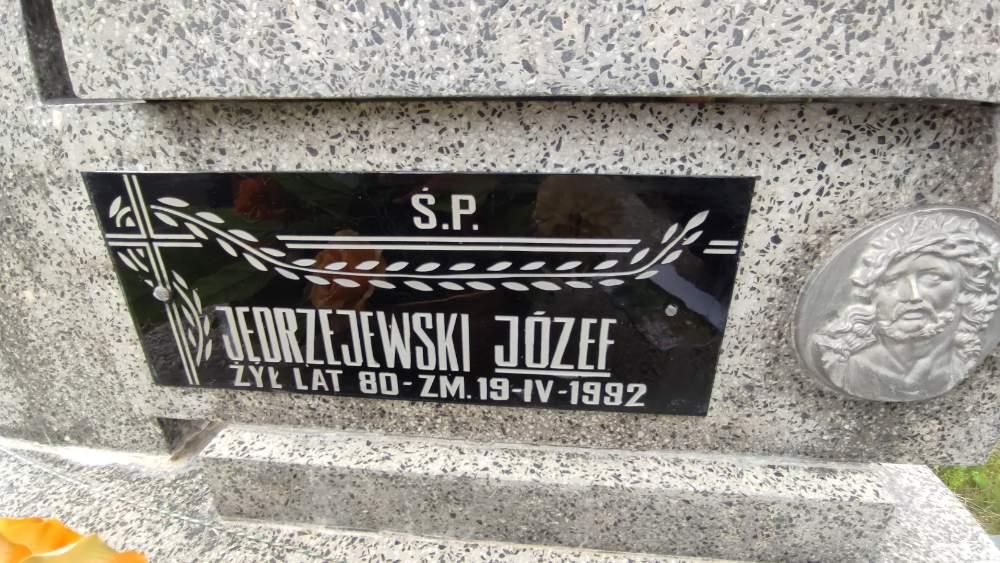 Ś.P.
JĘDRZEJEWSKI JÓZEF
ŻYŁ LAT 80-ZM.19-IV-1992